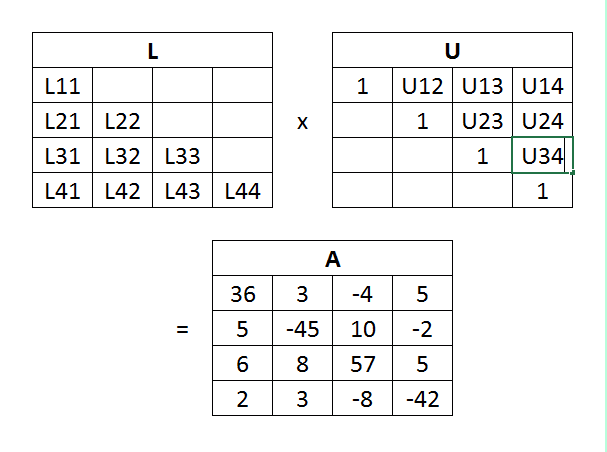 L U
L11 1 U12 U13 U14
L21 L22 x 1 U23 U24
L31 L32 L33 1 U34
L41 L42 L43 L44 1
A
36 3 -4 5
= 5 -45 10 -2
6 8 57 5
2 3 -8 -42